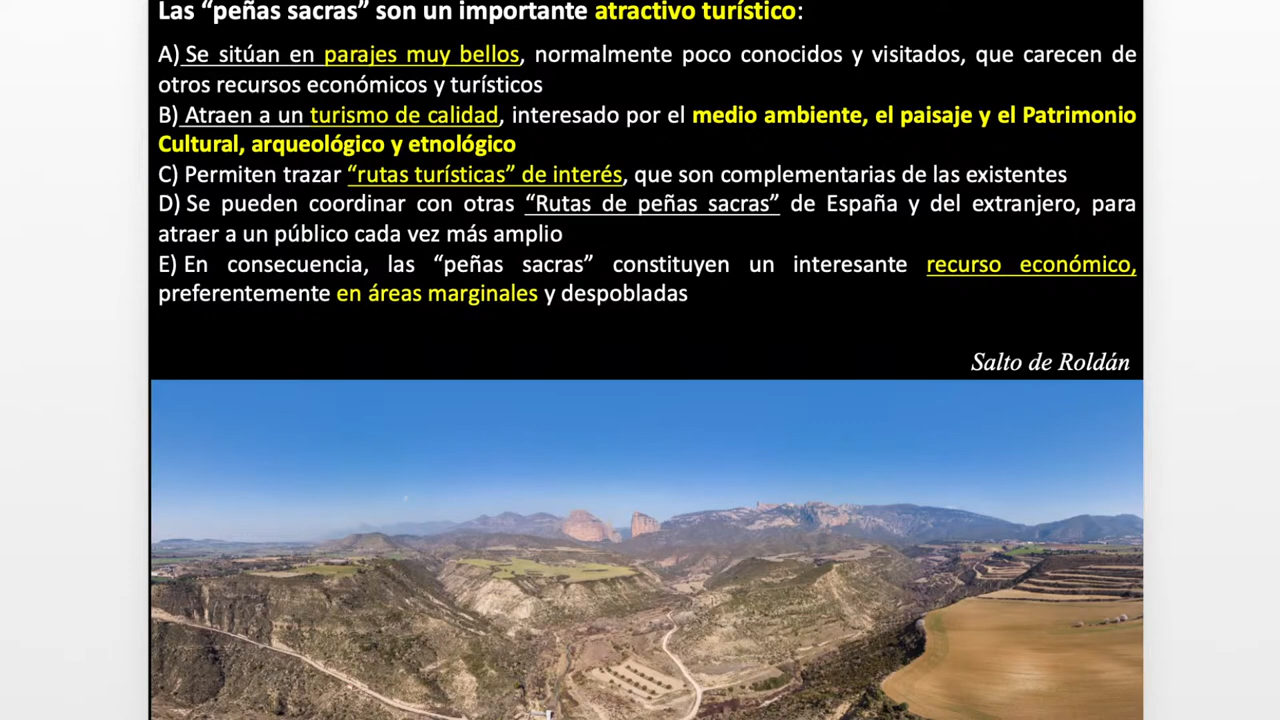 Las “peñas sacras” son un importante atractivo turístico:
A) Se sitúan en parajes muy bellos, normalmente poco conocidos y visitados, que carecen de
otros recursos económicos y turísticos
B) Atraen a un turismo de calidad, interesado por el medio ambiente, el paisaje y el Patrimonio
Cultural, arqueológico y etnológico
C) Permiten trazar “rutas turísticas” de interés, que son complementarias de las existentes
D) Se pueden coordinar con otras “Rutas de peñas sacras” de España y del extranjero, para
atraer a un público cada vez más amplio
E) En consecuencia, las “peñas sacras” constituyen un interesante recurso económico,
preferentemente en áreas marginales y despobladas
Salto de Roldán